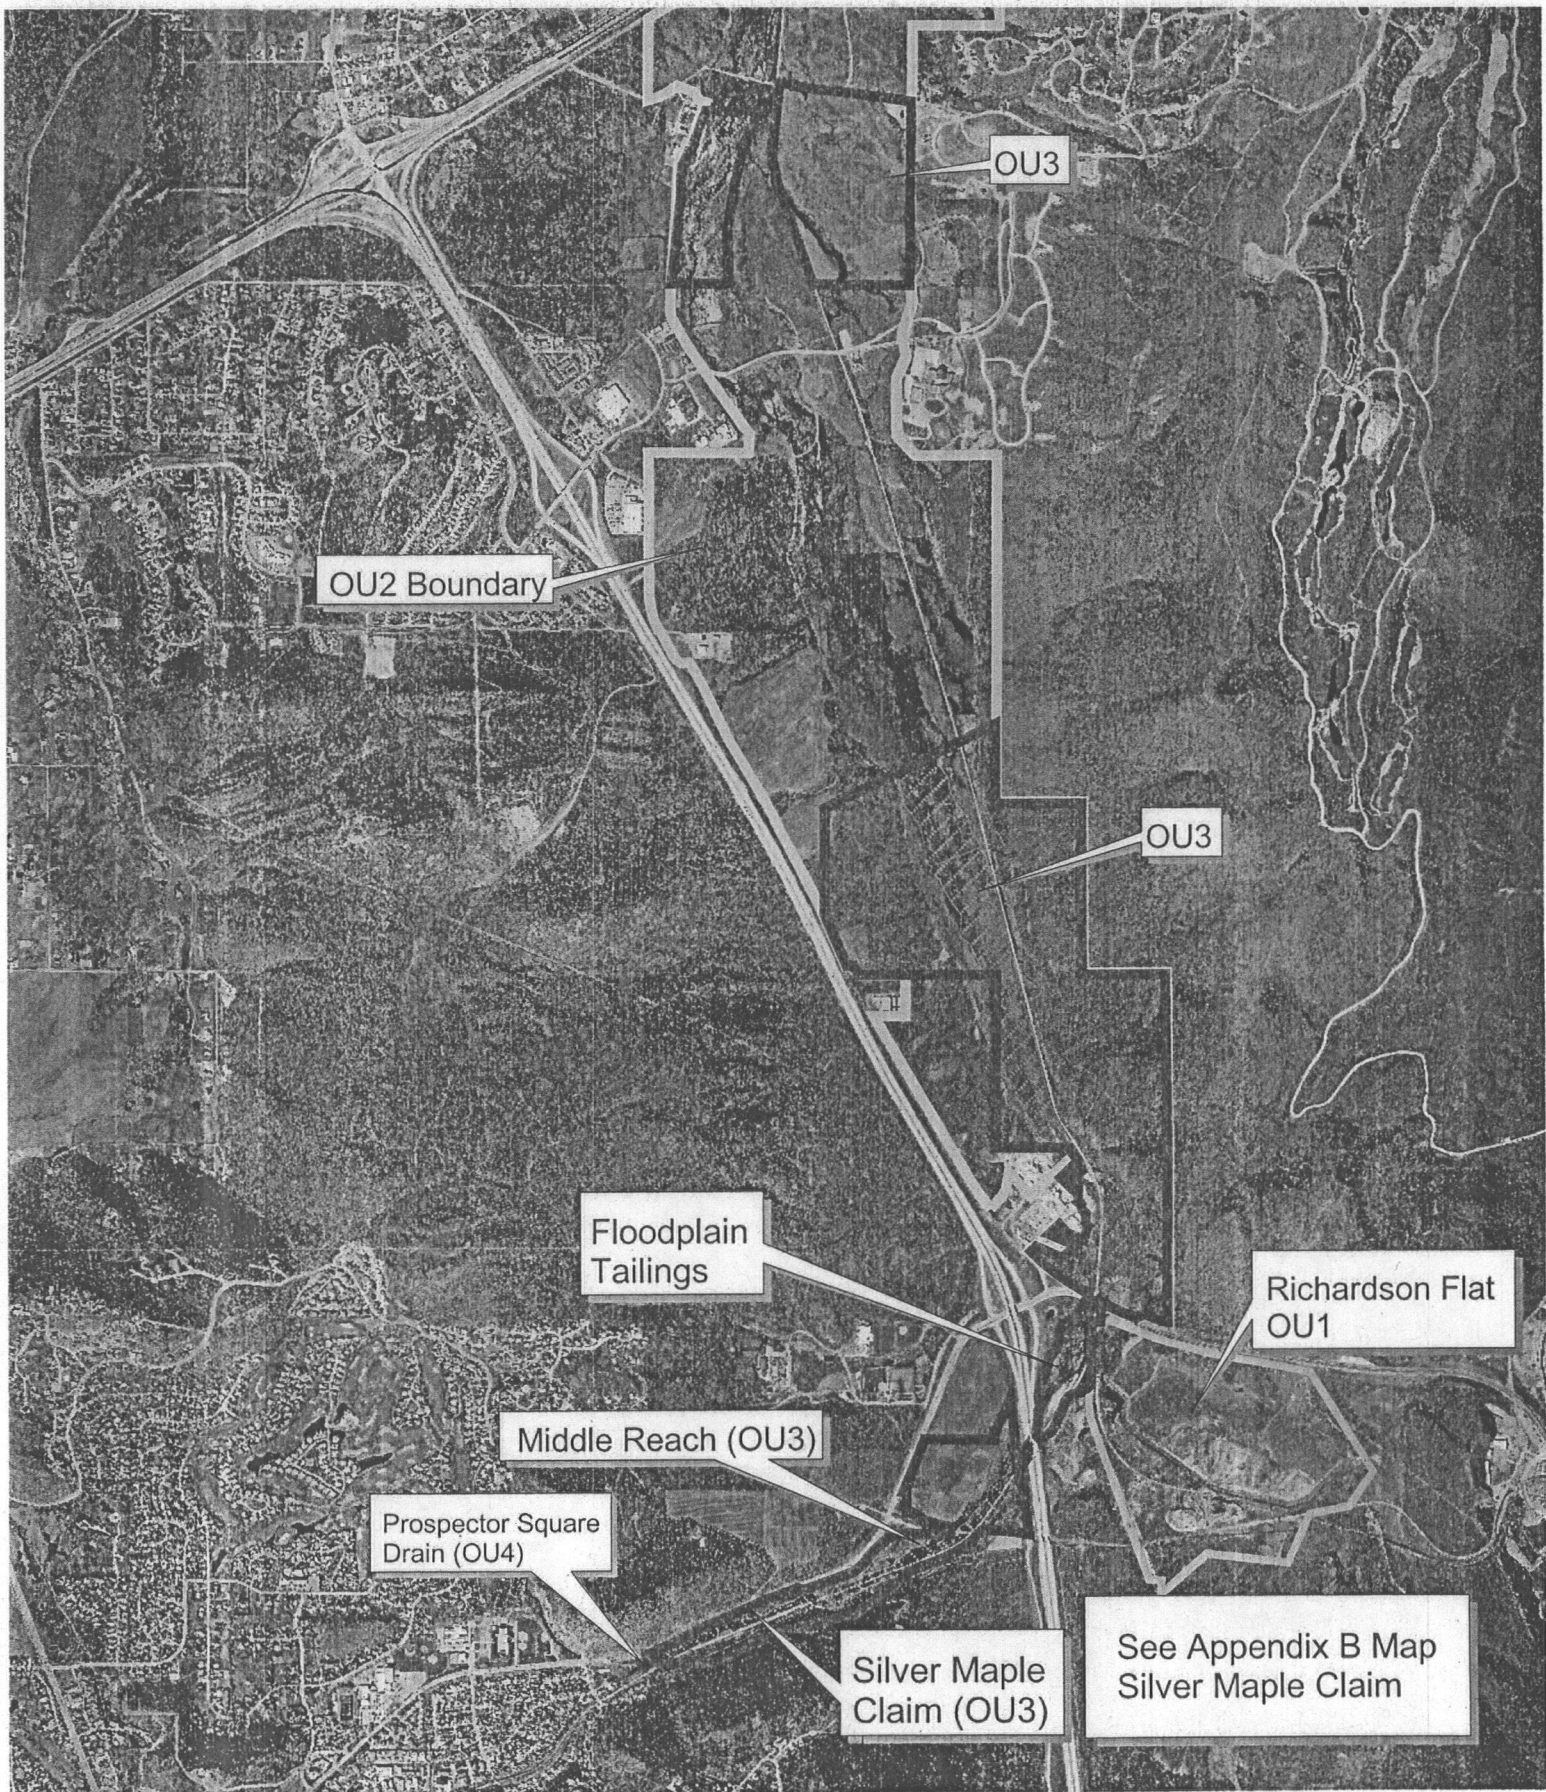 OU3
OU2 Boundary
OU3
Floodplain
Tailings
Richardson Flat
OU1
Middle Reach (OU3)
Prospector Square
Drain (OU4)
Silver Maple
Claim (OU3)
See Appendix B Map
Silver Maple Claim